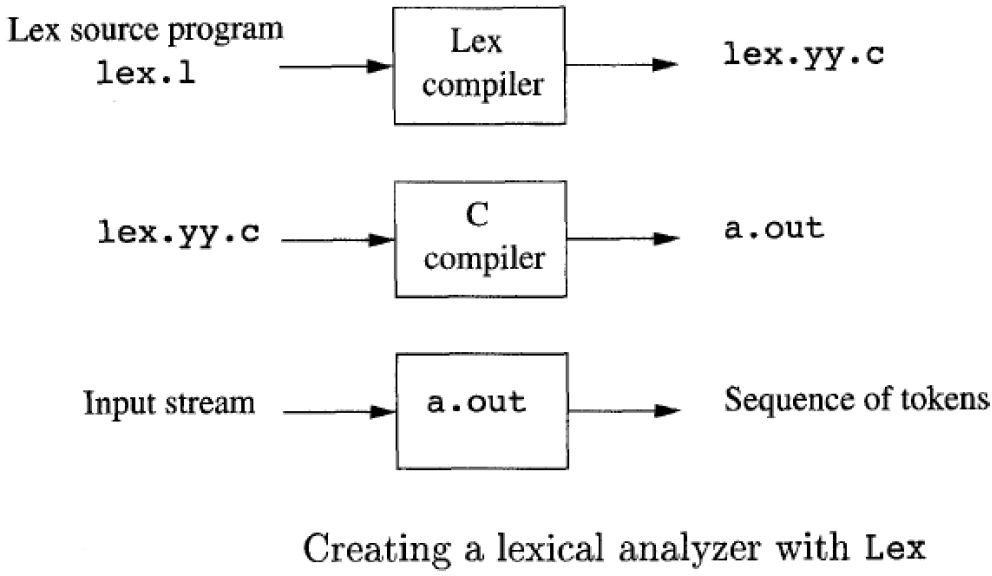 Lex source program
lex.l
Lex
compiler
lex.yy.c
lex.yy.c
C
compiler
a.out
Input stream
a.out
Sequence of tokens
Creating a lexical analyzer with Lex